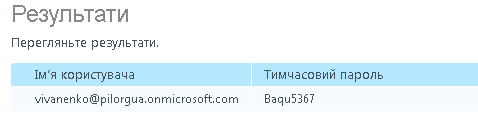 Результати
Перегляньте результати.
Ім’я користувача Тимчасовий пароль
vivanenko@pilorgua.onmicrosoft.com Baqu5367